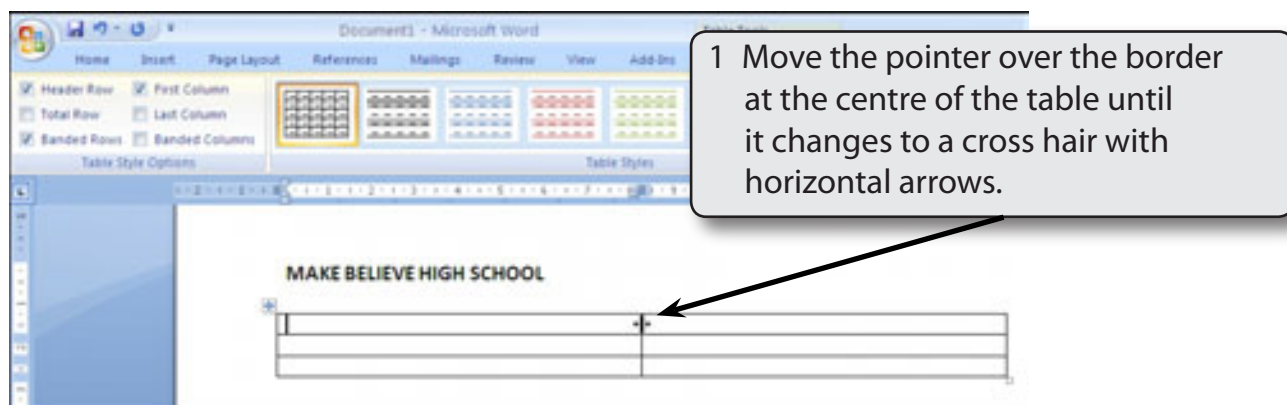 Document1 - Microsoft Word
Table Tools
Home Insert Page Layout References Mailings Review View Add-Ins
Header Row First Column
Total Row Last Column
Banded Rows Banded Columns
Table Style Options
Table Styles
1 Move the pointer over the border
at the centre of the table until
it changes to a cross hair with
horizontal arrows.
MAKE BELIEVE HIGH SCHOOL